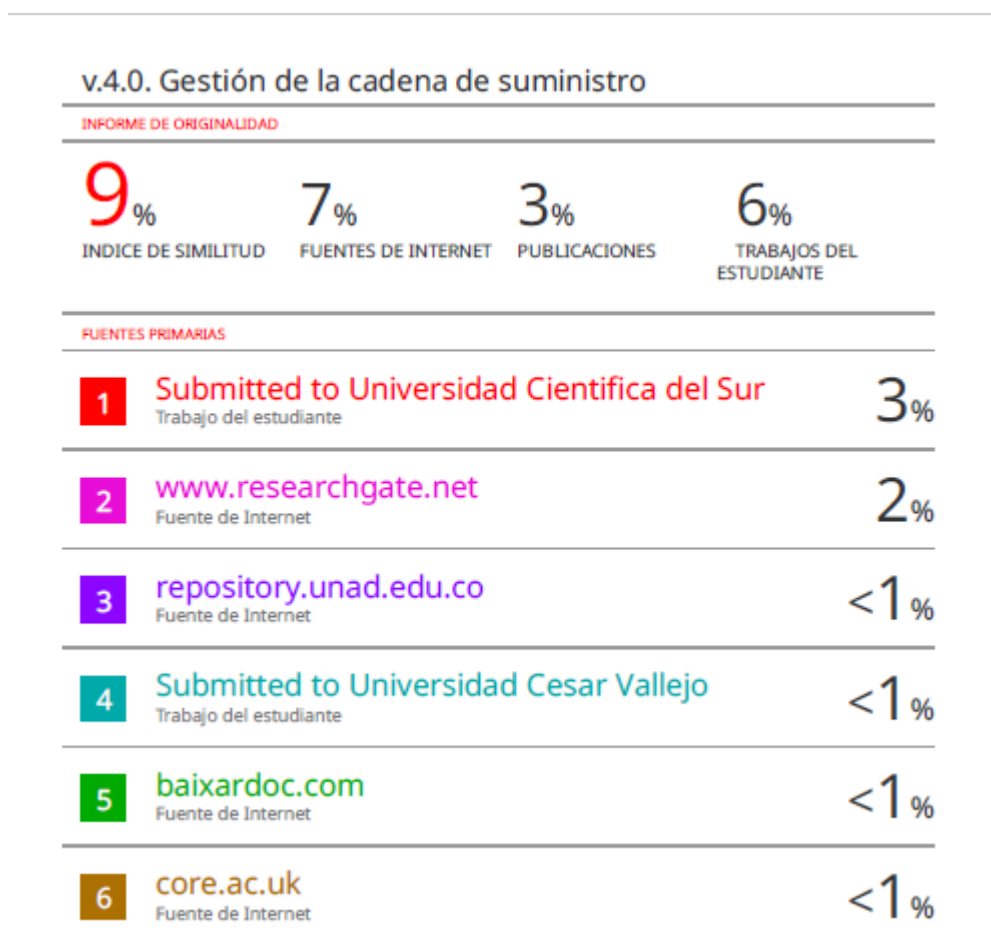 v.4.0. Gestión de la cadena de suministro
INFORME DE ORIGINALIDAD
9% 7% 3% 6%
INDICE DE SIMILITUD FUENTES DE INTERNET PUBLICACIONES TRABAJOS DEL
ESTUDIANTE
FUENTES PRIMARIAS
1 Submitted to Universidad Científica del Sur 3%
Trabajo del estudiante
2 www.researchgate.net 2%
Fuente de Internet
3 repository.unad.edu.co <1%
Fuente de Internet
4 Submitted to Universidad Cesar Vallejo <1%
Trabajo del estudiante
5 baixardoc.com <1%
Fuente de Internet
6 core.ac.uk <1%
Fuente de Internet